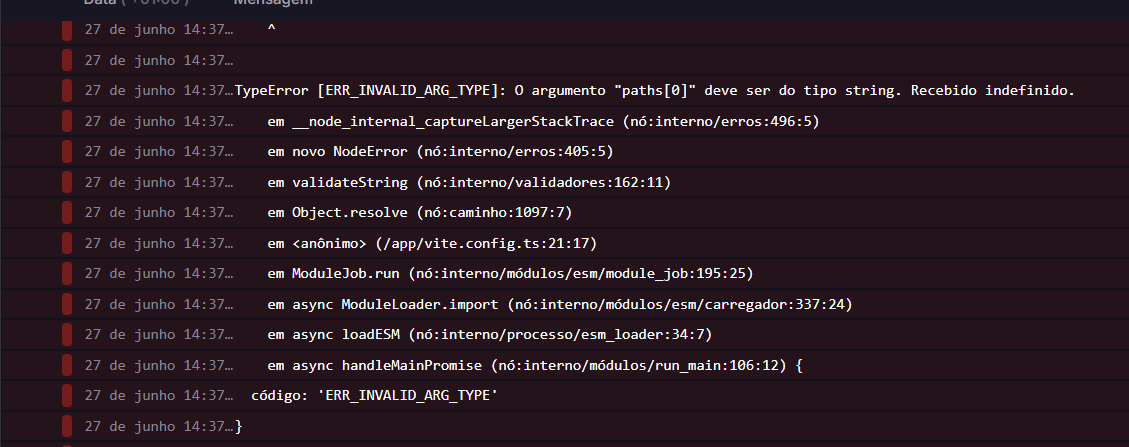 Data ( +01:00 ) Mensagem
27 de junho 14:37… ^
27 de junho 14:37…
27 de junho 14:37…TypeError [ERR_INVALID_ARG_TYPE]: O argumento "paths[0]" deve ser do tipo string. Recebido indefinido.
27 de junho 14:37… em __node_internal_captureLargerStackTrace (nó:interno/erros:496:5)
27 de junho 14:37… em novo NodeError (nó:interno/erros:405:5)
27 de junho 14:37… em validateString (nó:interno/validadores:162:11)
27 de junho 14:37… em Object.resolve (nó:caminho:1097:7)
27 de junho 14:37… em <anônimo> (/app/vite.config.ts:21:17)
27 de junho 14:37… em ModuleJob.run (nó:interno/módulos/esm/module_job:195:25)
27 de junho 14:37… em async ModuleLoader.import (nó:interno/módulos/esm/carregador:337:24)
27 de junho 14:37… em async loadESM (nó:interno/processo/esm_loader:34:7)
27 de junho 14:37… em async handleMainPromise (nó:interno/módulos/run_main:106:12) {
27 de junho 14:37… código: 'ERR_INVALID_ARG_TYPE'
27 de junho 14:37…}